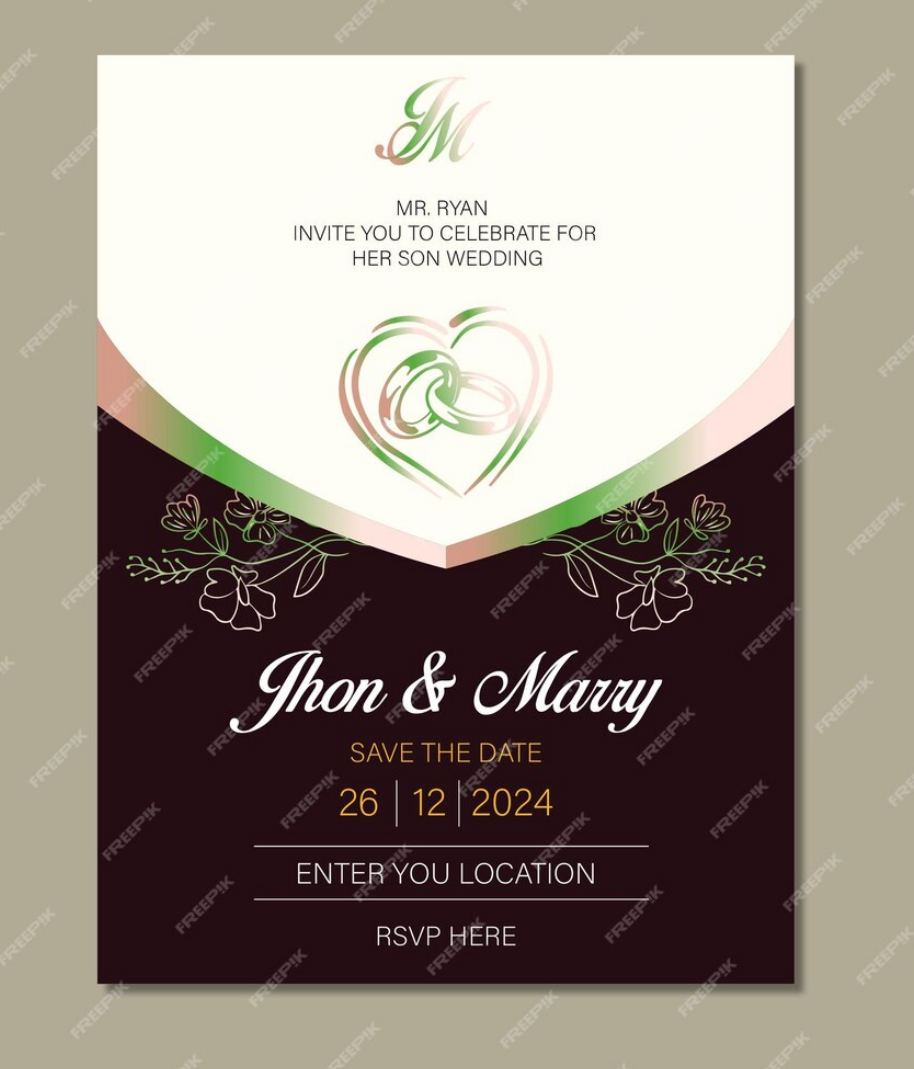 JM
MR. RYAN
INVITE YOU TO CELEBRATE FOR
HER SON WEDDING
Jhon & Marry
SAVE THE DATE
26 | 12 | 2024
ENTER YOU LOCATION
RSVP HERE
FREEPIK